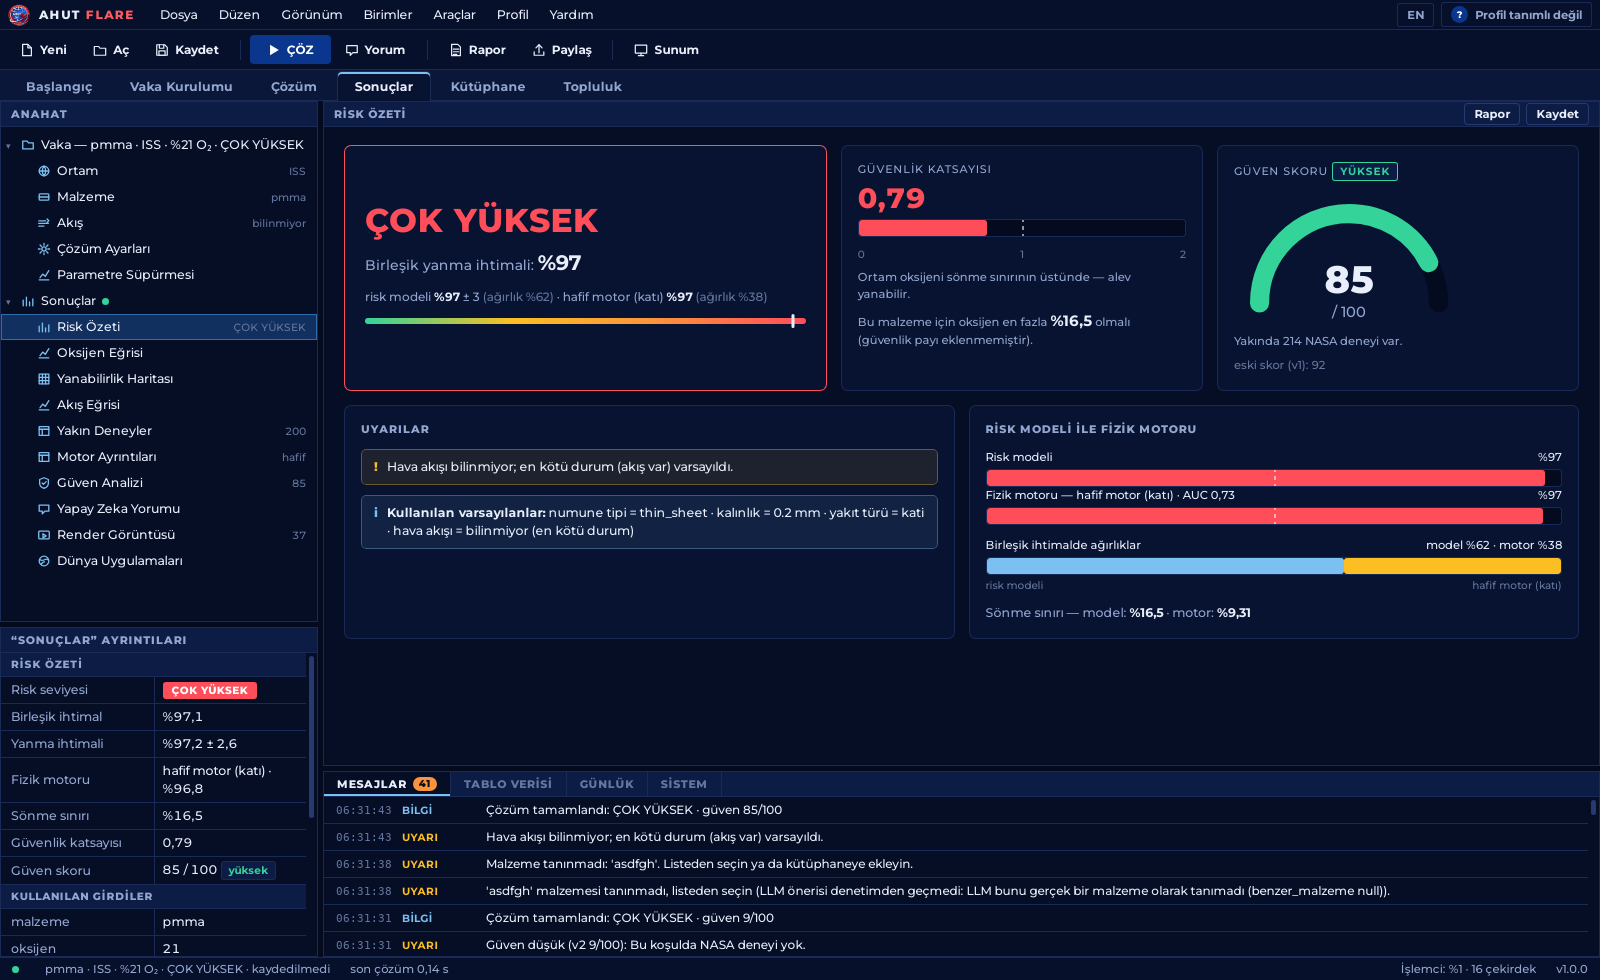 AHUT FLARE
Dosya Düzen Görünüm Birimler Araçlar Profil Yardım
EN ? Profil tanımlı değil
Yeni Aç Kaydet ÇÖZ Yorum Rapor Paylaş Sunum
Başlangıç Vaka Kurulumu Çözüm Sonuçlar Kütüphane Topluluk
ANAHAT
Vaka — pmma · ISS · %21 O₂ · ÇOK YÜKSEK
Ortam ISS
Malzeme pmma
Akış bilinmiyor
Çözüm Ayarları
Parametre Süpürmesi
Sonuçlar
Risk Özeti ÇOK YÜKSEK
Oksijen Eğrisi
Yanabilirlik Haritası
Akış Eğrisi
Yakın Deneyler 200
Motor Ayrıntıları hafif
Güven Analizi 85
Yapay Zeka Yorumu
Render Görüntüsü 37
Dünya Uygulamaları
“SONUÇLAR” AYRINTILARI
RİSK ÖZETİ
Risk seviyesi ÇOK YÜKSEK
Birleşik ihtimal %97,1
Yanma ihtimali %97,2 ± 2,6
Fizik motoru hafif motor (katı) ·
%96,8
Sönme sınırı %16,5
Güvenlik katsayısı 0,79
Güven skoru 85 / 100 yüksek
KULLANILAN GİRDİLER
malzeme pmma
oksijen 21
RİSK ÖZETİ
Rapor Kaydet
ÇOK YÜKSEK
Birleşik yanma ihtimali: %97
risk modeli %97 ± 3 (ağırlık %62) · hafif motor (katı) %97 (ağırlık %38)
GÜVENLİK KATSAYISI
0,79
0 1 2
Ortam oksijeni sönme sınırının üstünde — alev
yanabilir.
Bu malzeme için oksijen en fazla %16,5 olmalı
(güvenlik payı eklenmemiştir).
GÜVEN SKORU YÜKSEK
85
/ 100
Yakında 214 NASA deneyi var.
eski skor (v1): 92
UYARILAR
! Hava akışı bilinmiyor; en kötü durum (akış var) varsayıldı.
i Kullanılan varsayılanlar: numune tipi = thin_sheet · kalınlık = 0.2 mm · yakıt türü = kati
· hava akışı = bilinmiyor (en kötü durum)
RİSK MODELİ İLE FİZİK MOTORU
Risk modeli %97
Fizik motoru — hafif motor (katı) · AUC 0,73 %97
Birleşik ihtimalde ağırlıklar model %62 · motor %38
risk modeli hafif motor (katı)
Sönme sınırı — model: %16,5 · motor: %9,31
MESAJLAR 41 TABLO VERİSİ GÜNLÜK SİSTEM
06:31:43 BİLGİ Çözüm tamamlandı: ÇOK YÜKSEK · güven 85/100
06:31:43 UYARI Hava akışı bilinmiyor; en kötü durum (akış var) varsayıldı.
06:31:38 UYARI Malzeme tanınmadı: 'asdfgh'. Listeden seçin ya da kütüphaneye ekleyin.
06:31:38 UYARI 'asdfgh' malzemesi tanınmadı, listeden seçin (LLM önerisi denetimden geçmedi: LLM bunu gerçek bir malzeme olarak tanımadı (benzer_malzeme null)).
06:31:31 BİLGİ Çözüm tamamlandı: ÇOK YÜKSEK · güven 9/100
06:31:31 UYARI Güven düşük (v2 9/100): Bu koşulda NASA deneyi yok.
pmma · ISS · %21 O₂ · ÇOK YÜKSEK · kaydedilmedi son çözüm 0,14 s
İşlemci: %1 · 16 çekirdek v1.0.0